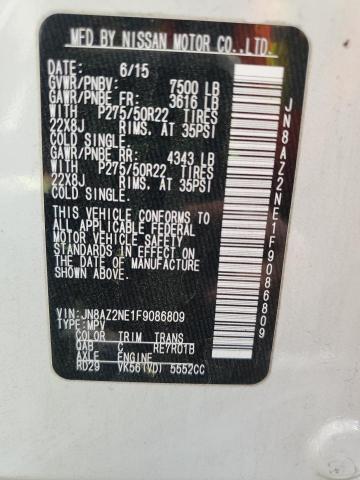 MFD BY NISSAN MOTOR CO.,LTD.
DATE: 6/15
GVWR/PNBV: 7500 LB
GAWR/PNBE FR: 3616 LB
WITH P275/50R22 TIRES
22X8J RIMS, AT 35PSI
COLD SINGLE.
GAWR/PNBE RR: 4343 LB
WITH P275/50R22 TIRES
22X8J RIMS, AT 35PSI
COLD SINGLE.
THIS VEHICLE CONFORMS TO
ALL APPLICABLE FEDERAL
MOTOR VEHICLE SAFETY
STANDARDS IN EFFECT ON
THE DATE OF MANUFACTURE
SHOWN ABOVE.
VIN: JN8AZ2NE1F9086809
TYPE: MPV
COLOR TRIM TRANS
QAB C RE7R01B
AXLE ENGINE
RD29 VK56(VD) 5552CC
JN8AZ2NE1F9086809